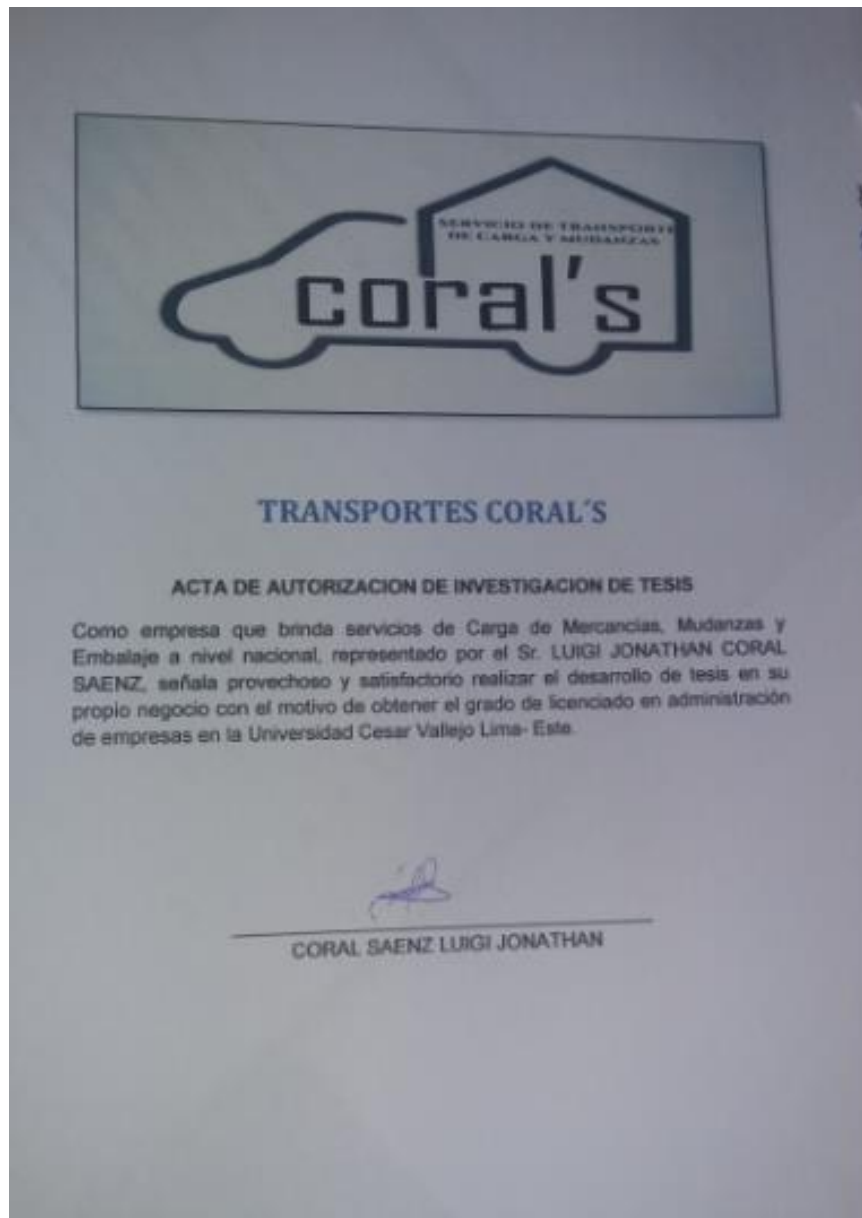 SERVICIO DE TRANSPORTE
DE CARGA Y MUDANZAS
coral's
TRANSPORTES CORAL´S
ACTA DE AUTORIZACION DE INVESTIGACION DE TESIS
Como empresa que brinda servicios de Carga de Mercancias, Mudanzas y
Embalaje a nivel nacional, representado por el Sr. LUIGI JONATHAN CORAL
SAENZ, señala provechoso y satisfactorio realizar el desarrollo de tesis en su
propio negocio con el motivo de obtener el grado de licenciado en administración
de empresas en la Universidad Cesar Vallejo Lima- Este.
CORAL SAENZ LUIGI JONATHAN